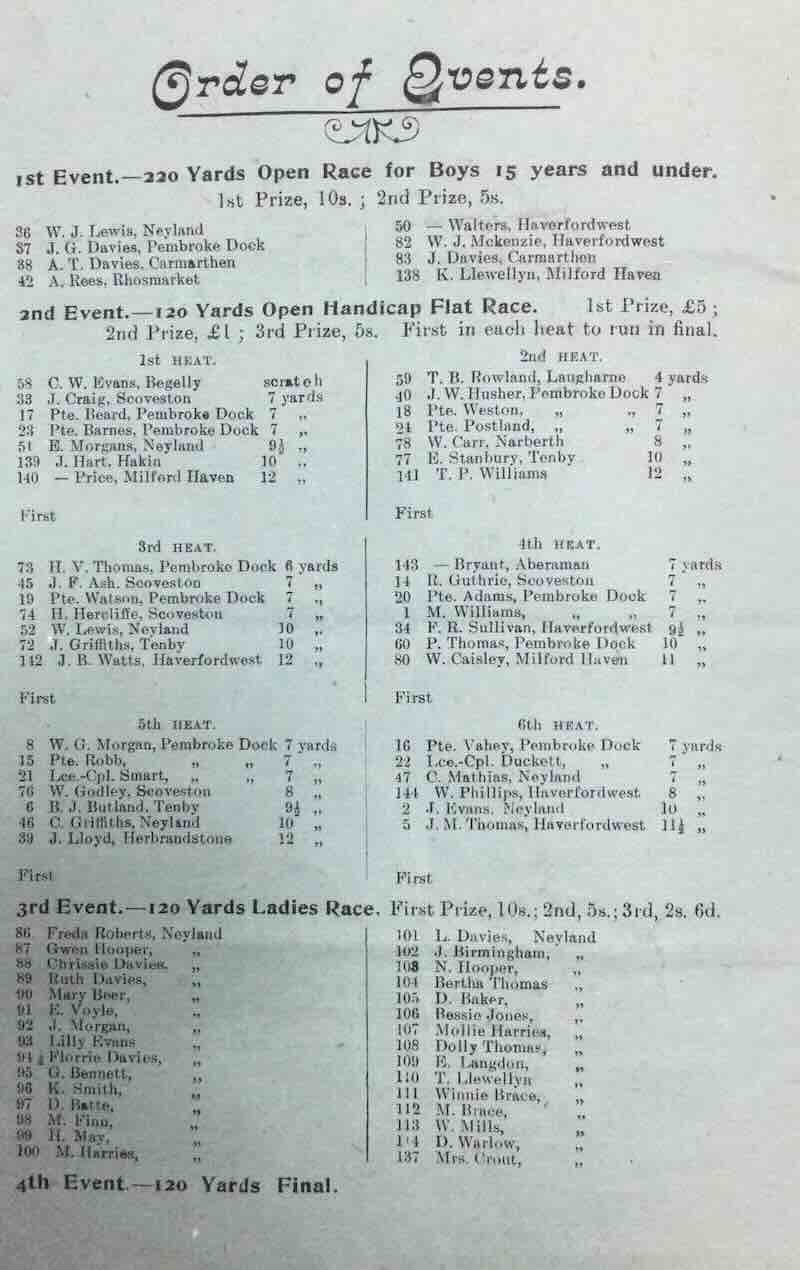 Order of Events.
1st Event.—220 Yards Open Race for Boys 15 years and under.
1st Prize, 10s. ; 2nd Prize, 5s.
36 W. J. Lewis, Neyland
37 J. G. Davies, Pembroke Dock
38 A. T. Davies, Carmarthen
42 A. Rees, Rhosmarket
50 — Walters, Haverfordwest
82 W. J. Mckenzie, Haverfordwest
83 J. Davies, Carmarthen
138 K. Llewellyn, Milford Haven
2nd Event.—120 Yards Open Handicap Flat Race. 1st Prize, £5 ;
2nd Prize, £1 ; 3rd Prize, 5s. First in each heat to run in final.
1st HEAT.
58 C. W. Evans, Begelly scratch
33 J. Craig, Scoveston 7 yards
17 Pte. Beard, Pembroke Dock 7 „
23 Pte. Barnes, Pembroke Dock 7 „
51 E. Morgans, Neyland 9½ „
139 J. Hart, Hakin 10 „
140 — Price, Milford Haven 12 „
First
2nd HEAT.
59 T. B. Rowland, Laugharne 4 yards
40 J. W. Husher, Pembroke Dock 7 „
18 Pte. Weston, „ „ 7 „
24 Pte. Postland, „ „ 7 „
78 W. Carr, Narberth 8 „
77 E. Stanbury, Tenby 10 „
141 T. P. Williams 12 „
First
3rd HEAT.
73 H. V. Thomas, Pembroke Dock 6 yards
45 J. F. Ash. Scoveston 7 „
19 Pte. Watson, Pembroke Dock 7 „
74 H. Hercliffe, Scoveston 7 „
52 W. Lewis, Neyland 10 „
72 J. Griffiths, Tenby 10 „
142 J. B. Watts, Haverfordwest 12 „
First
4th HEAT.
143 — Bryant, Aberaman 7 yards
14 R. Guthrie, Scoveston 7 „
20 Pte. Adams, Pembroke Dock 7 „
1 M. Williams, „ „ 7 „
34 F. R. Sullivan, Haverfordwest 9½ „
60 P. Thomas, Pembroke Dock 10 „
80 W. Caisley, Milford Haven 11 „
First
5th HEAT.
8 W. G. Morgan, Pembroke Dock 7 yards
15 Pte. Robb, „ „ 7 „
21 Lce.-Cpl. Smart, „ „ 7 „
76 W. Godley, Scoveston 8 „
6 B. J. Butland, Tenby 9½ „
46 C. Griffiths, Neyland 10 „
39 J. Lloyd, Herbrandstone 12 „
First
6th HEAT.
16 Pte. Vahey, Pembroke Dock 7 yards
22 Lce.-Cpl. Duckett, „ 7 „
47 C. Mathias, Neyland 7 „
144 W. Phillips, Haverfordwest 8 „
2 J. Evans, Neyland 10 „
5 J. M. Thomas, Haverfordwest 11½ „
First
3rd Event.—120 Yards Ladies Race. First Prize, 10s.; 2nd, 5s.; 3rd, 2s. 6d.
86 Freda Roberts, Neyland
87 Gwen Hooper, „
88 Chrissie Davies, „
89 Ruth Davies, „
90 Mary Beer, „
91 E. Voyle, „
92 J. Morgan, „
93 Lilly Evans „
94 Florrie Davies, „
95 G. Bennett, „
96 K. Smith, „
97 D. Batte, „
98 M. Finn, „
99 H. May, „
100 M. Harries, „
101 L. Davies, Neyland
102 J. Birmingham, „
103 N. Hooper, „
104 Bertha Thomas „
105 D. Baker, „
106 Bessie Jones, „
107 Mollie Harries, „
108 Dolly Thomas, „
109 E. Langdon, „
110 T. Llewellyn „
111 Winnie Brace, „
112 M. Brace, „
113 W. Mills, „
114 D. Warlow, „
137 Mrs. Crout, „
4th Event.—120 Yards Final.